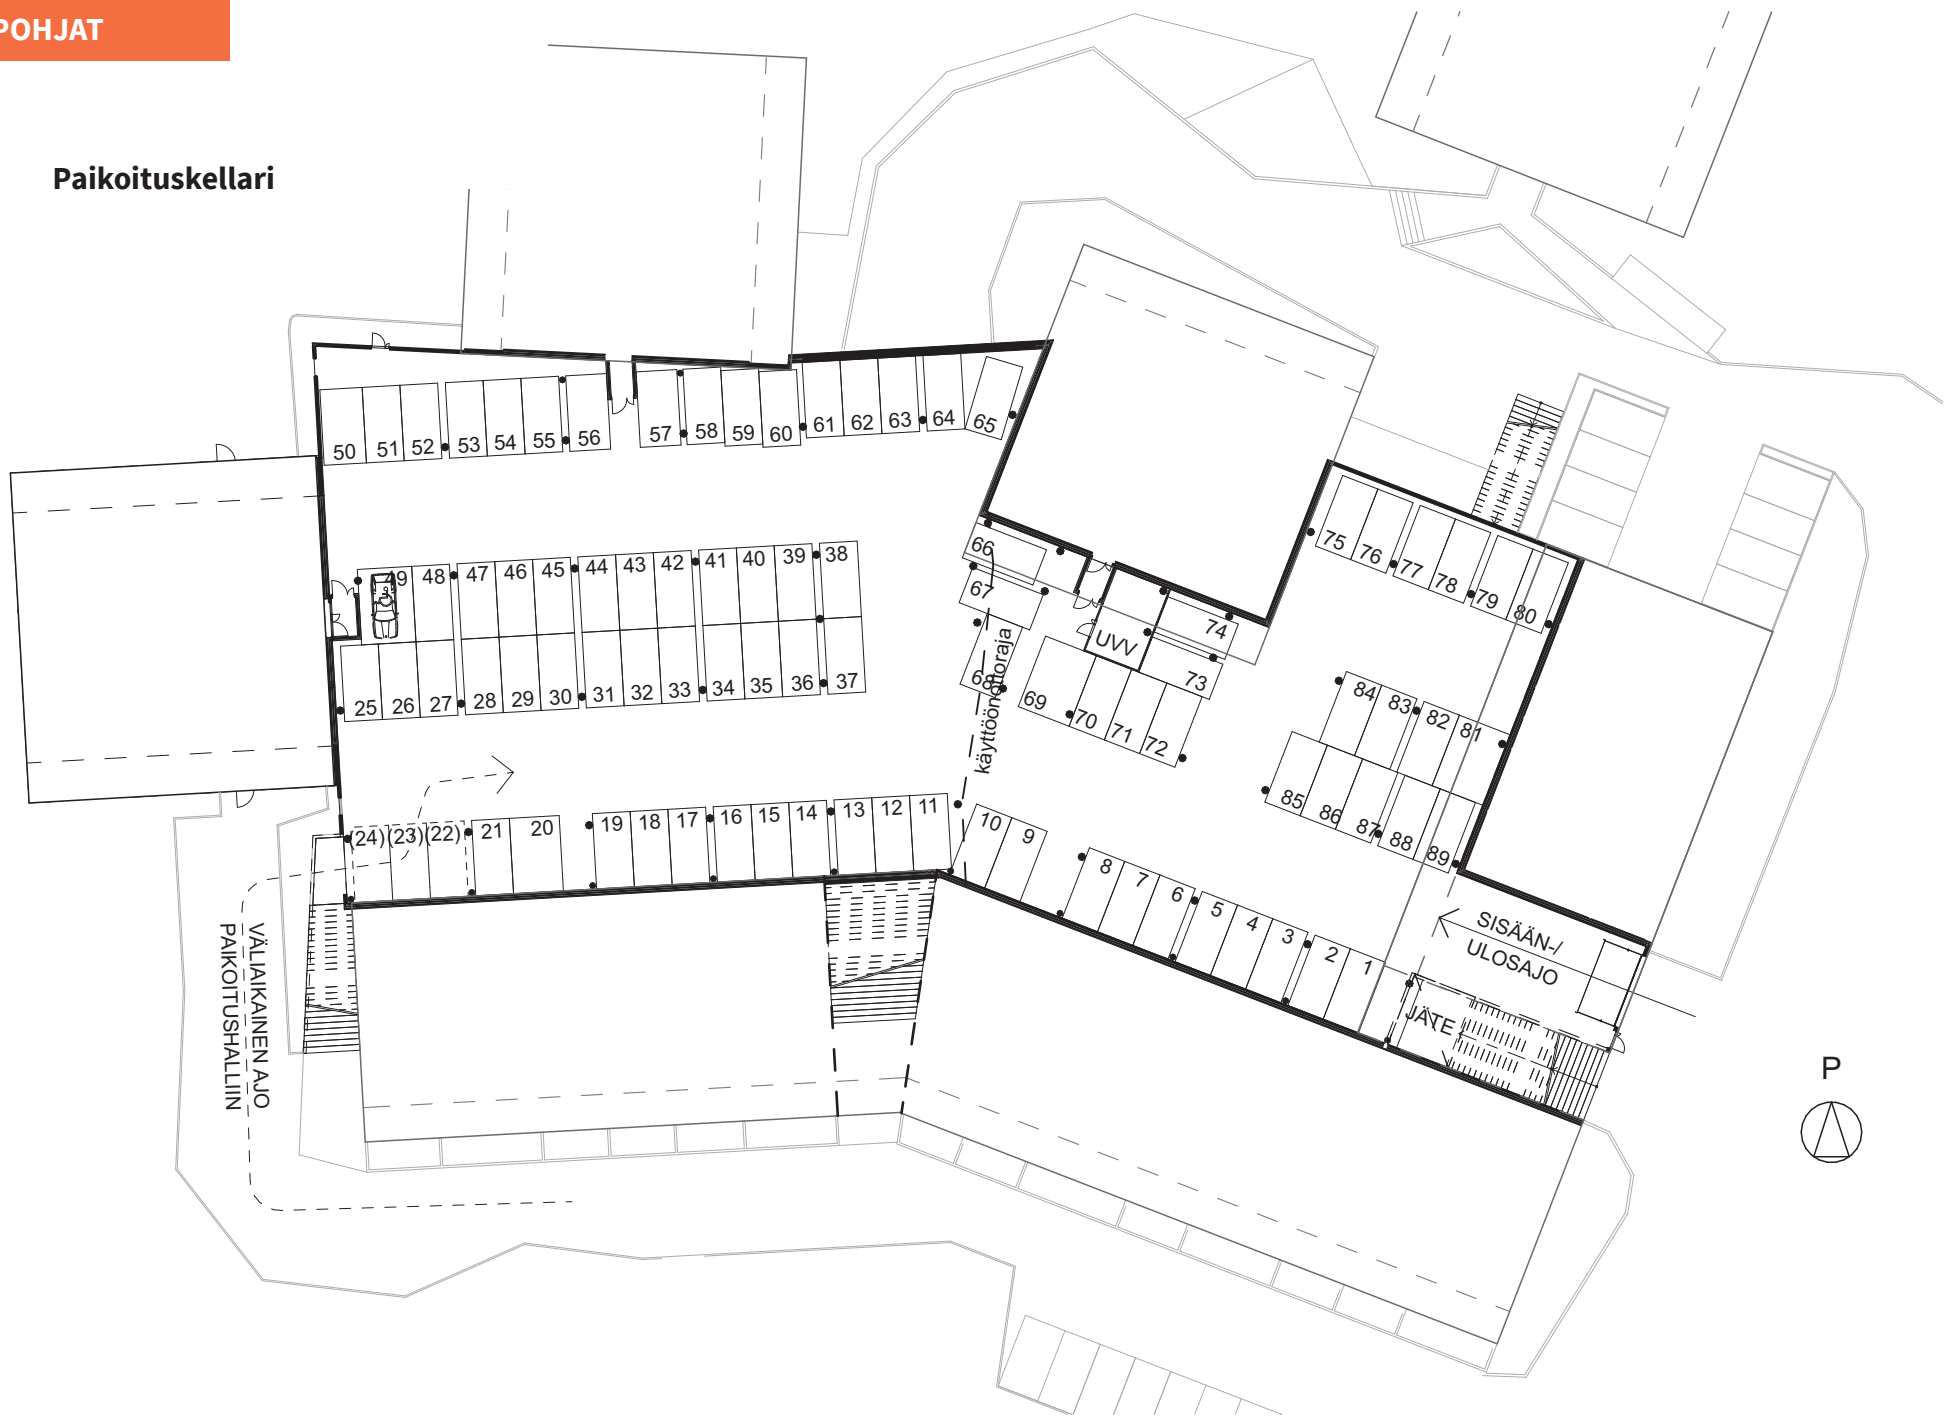 POHJAT
Paikoituskellari
50 51 52 53 54 55 56 57 58 59 60 61 62 63 64 65
49 48 47 46 45 44 43 42 41 40 39 38
25 26 27 28 29 30 31 32 33 34 35 36 37
66
67
68
käyttöönottoraja
UVV
74
73
69 70 71 72
75 76 77 78 79 80
84 83 82 81
85 86 87 88 89
(24) (23) (22) 21 20 19 18 17 16 15 14 13 12 11
10 9 8 7 6 5 4 3 2 1
SISÄÄN-/
ULOSAJO
JÄTE
VÄLIAIKAINEN AJO
PAIKOITUSHALLIIN
P